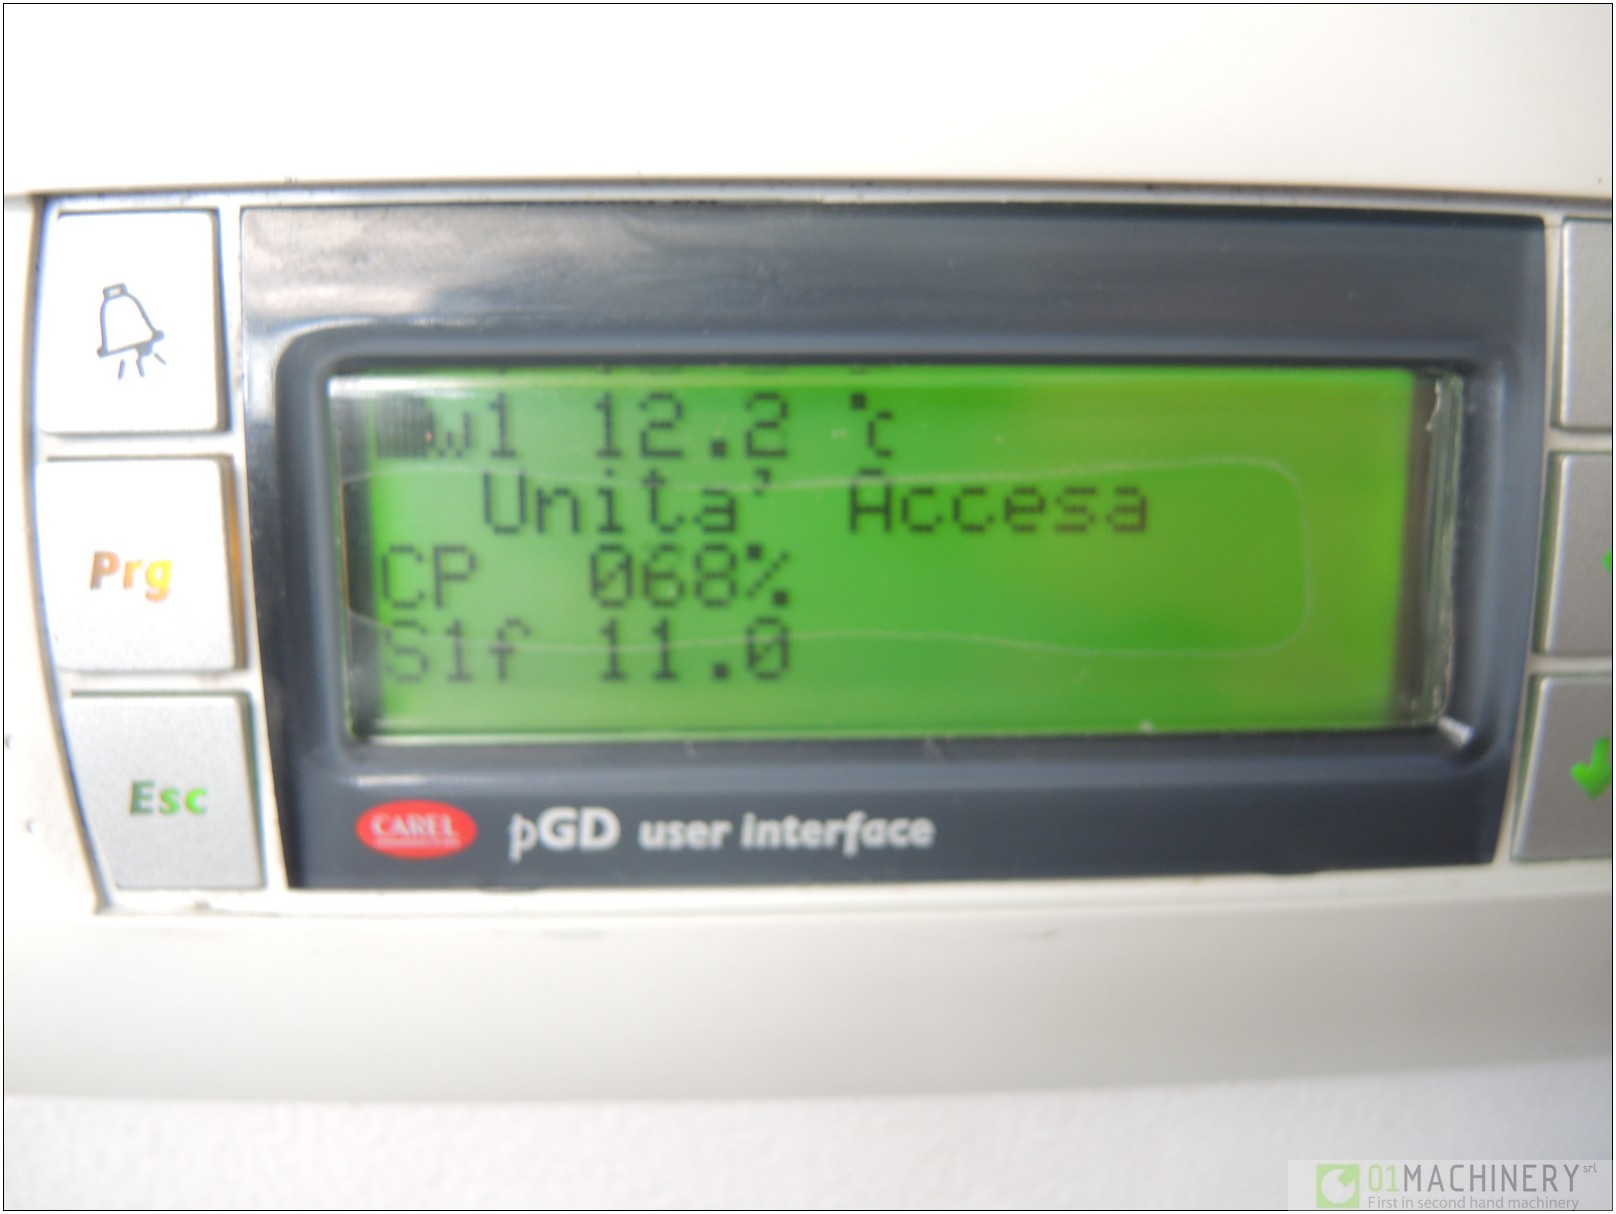 w1 12.2 °c
Unita' Accesa
CP 068%
S1f 11.0
Prg
Esc
CAREL
pGD user interface
01MACHINERY srl
First in second hand machinery